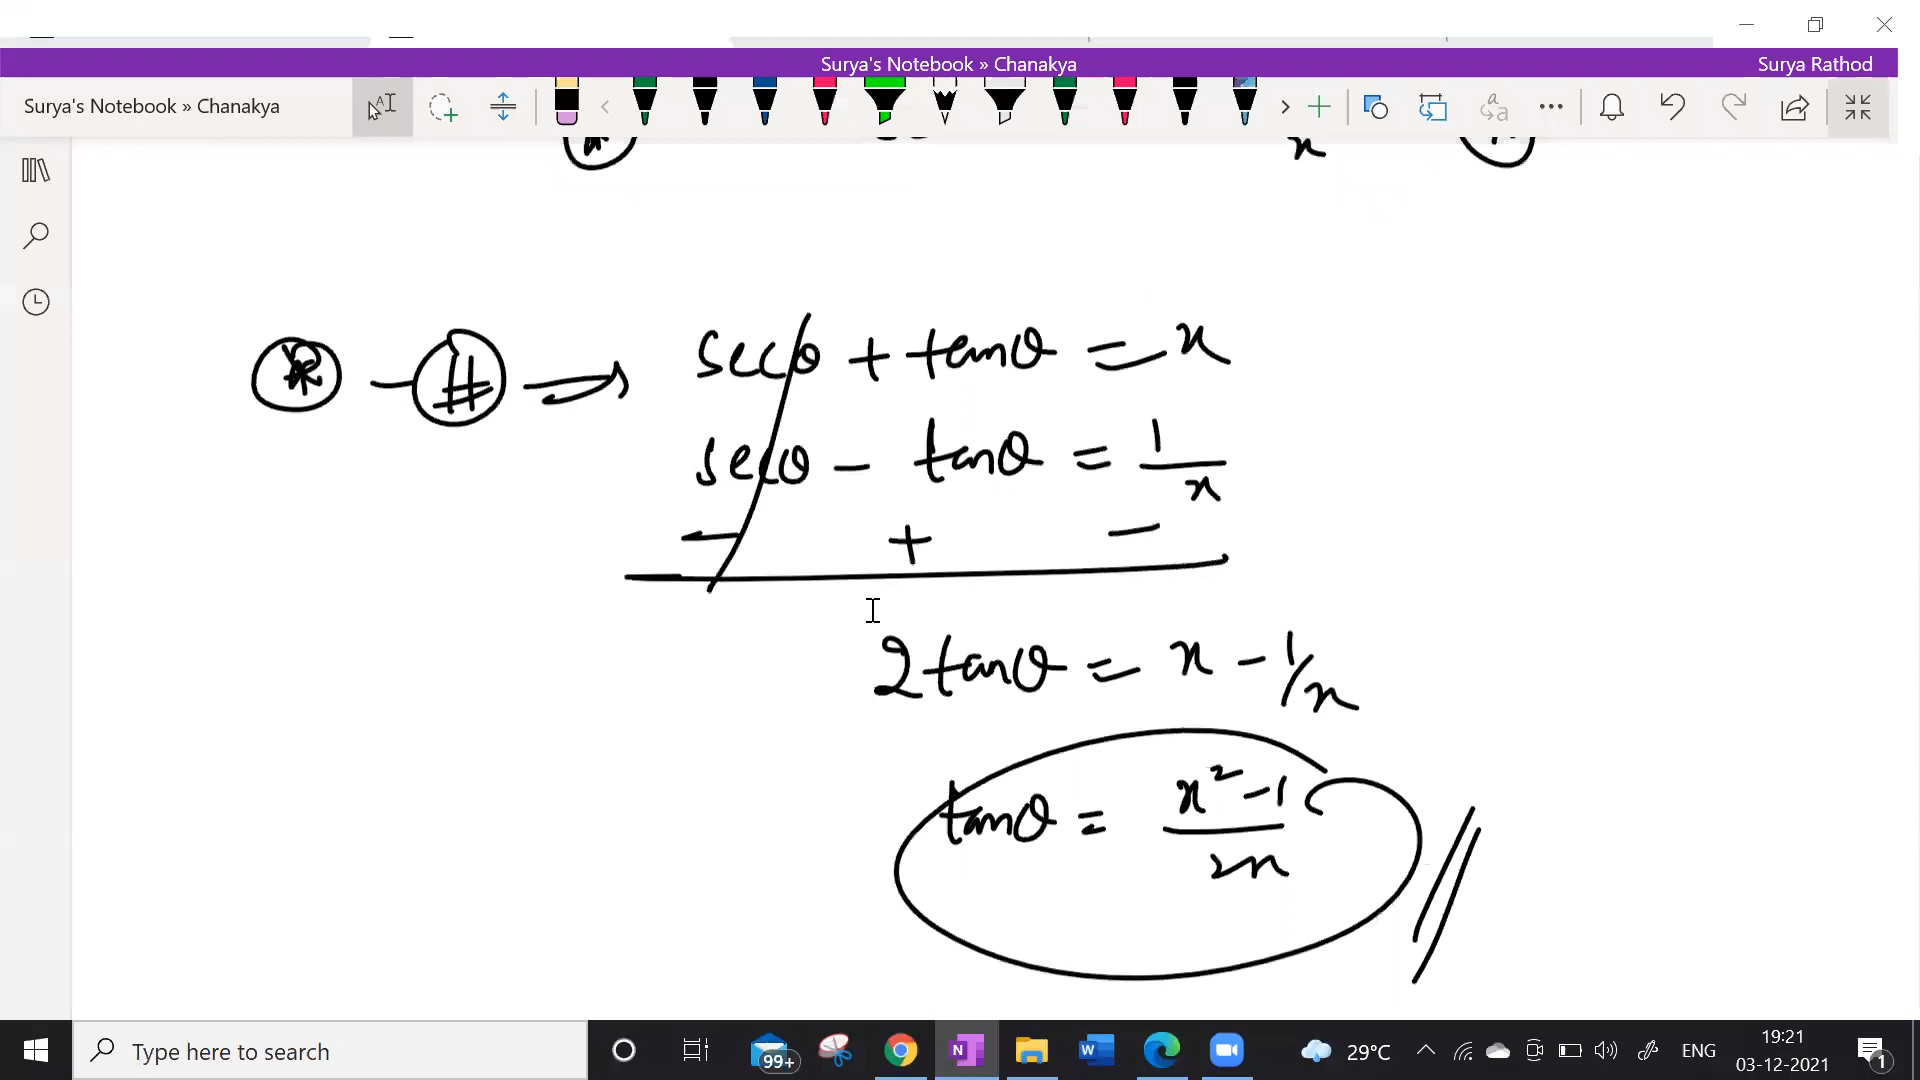 Surya's Notebook » Chanakya
Surya Rathod
Surya's Notebook » Chanakya
x
* - # ⇒ secθ + tanθ = x
secθ - tanθ = 1/x
- + -
2tanθ = x - 1/x
tanθ = x² - 1 / 2x
Type here to search
99+
N
W
29°C
ENG
19:21
03-12-2021
1